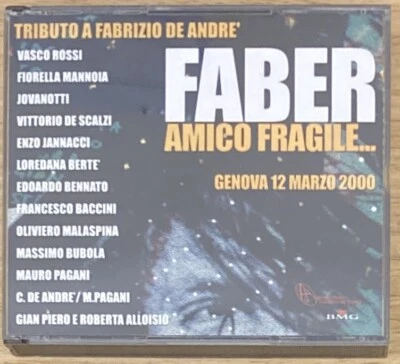 TRIBUTO A FABRIZIO DE ANDRE'
VASCO ROSSI
FIORELLA MANNOIA
JOVANOTTI
VITTORIO DE SCALZI
ENZO JANNACCI
LOREDANA BERTE'
EDOARDO BENNATO
FRANCESCO BACCINI
OLIVIERO MALASPINA
MASSIMO BUBOLA
MAURO PAGANI
C. DE ANDRE'/ M.PAGANI
GIAN PIERO E ROBERTA ALLOISIO
FABER
AMICO FRAGILE...
GENOVA 12 MARZO 2000
BMG